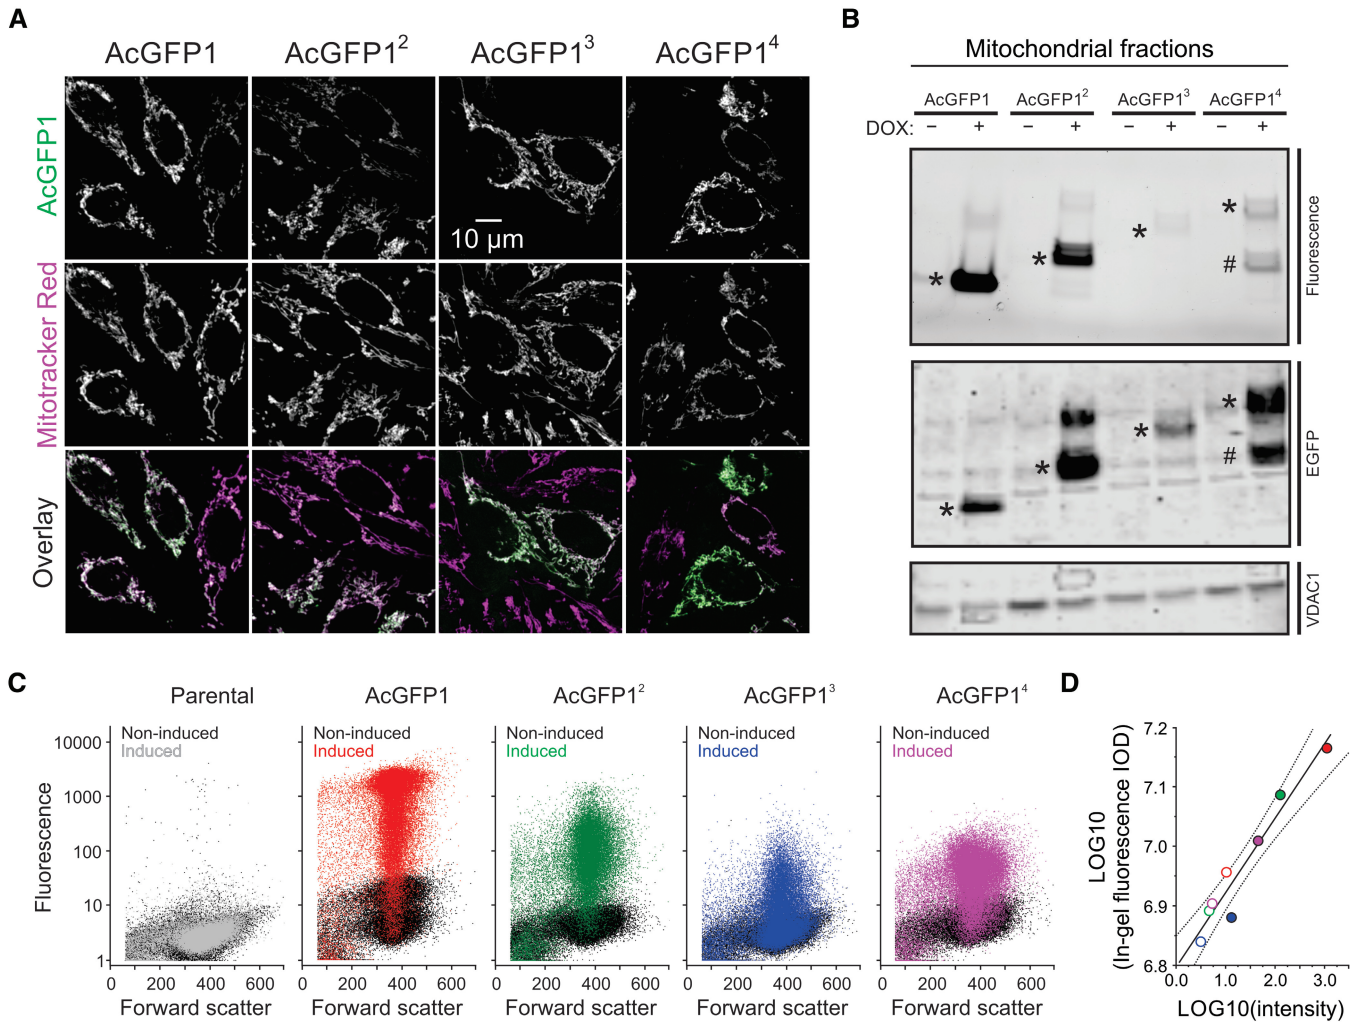 A
AcGFP1 AcGFP1² AcGFP1³ AcGFP1⁴
AcGFP1
10 µm
Mitotracker Red
Overlay
B
Mitochondrial fractions
AcGFP1 AcGFP1² AcGFP1³ AcGFP1⁴
DOX: − + − + − + − +
*
*
*
*
#
Fluorescence
*
*
*
*
#
EGFP
VDAC1
C
Parental AcGFP1 AcGFP1² AcGFP1³ AcGFP1⁴
Non-induced Non-induced Non-induced Non-induced Non-induced
Induced Induced Induced Induced Induced
Fluorescence
10000
1000
100
10
1
0 200 400 600 0 200 400 600 0 200 400 600 0 200 400 600 0 200 400 600
Forward scatter Forward scatter Forward scatter Forward scatter Forward scatter
D
LOG10
(In-gel fluorescence IOD)
7.2
7.1
7.0
6.9
6.8
0.0 1.0 2.0 3.0
LOG10(intensity)